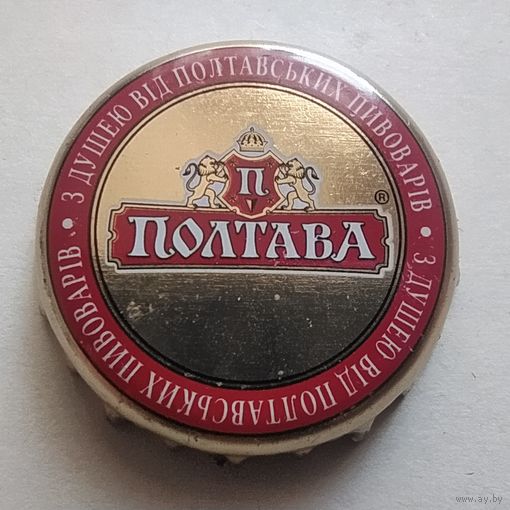 З ДУШЕЮ ВІД ПОЛТАВСЬКИХ ПИВОВАРІВ •
З ДУШЕЮ ВІД ПОЛТАВСЬКИХ ПИВОВАРІВ •
П
ПОЛТАВА ®
www.ay.by